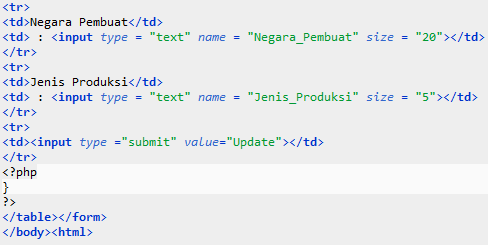 <tr>
<td>Negara Pembuat</td>
<td> : <input type = "text" name = "Negara_Pembuat" size = "20"></td>
</tr>
<tr>
<td>Jenis Produksi</td>
<td> : <input type = "text" name = "Jenis_Produksi" size = "5"></td>
</tr>
<tr>
<td><input type ="submit" value="Update"></td>
</tr>
<?php
}
?>
</table></form>
</body><html>